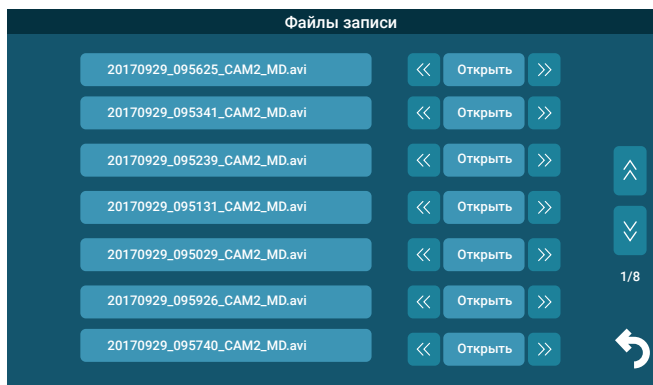 Файлы записи
20170929_095625_CAM2_MD.avi Открыть
20170929_095341_CAM2_MD.avi Открыть
20170929_095239_CAM2_MD.avi Открыть
20170929_095131_CAM2_MD.avi Открыть
20170929_095029_CAM2_MD.avi Открыть
1/8
20170929_095926_CAM2_MD.avi Открыть
20170929_095740_CAM2_MD.avi Открыть